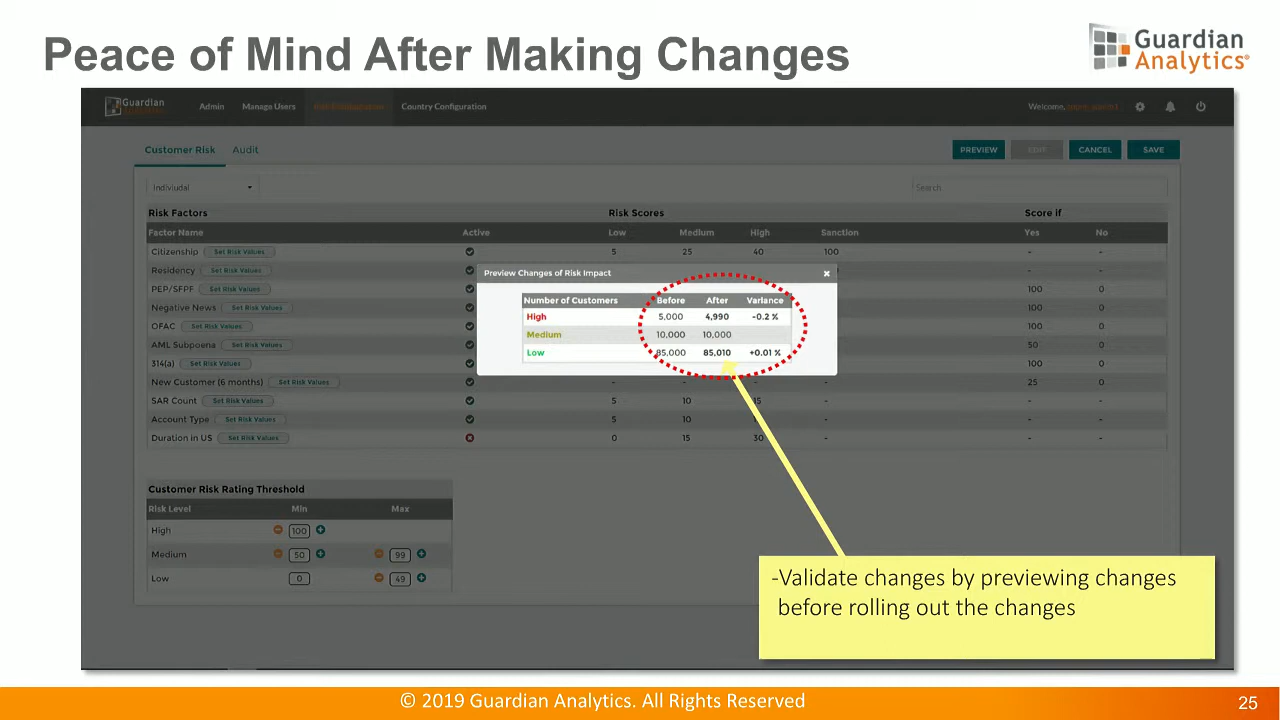 Peace of Mind After Making Changes
Guardian Analytics®
Guardian Admin Manage Users Country Configuration Welcome,
Customer Risk Audit PREVIEW EDIT CANCEL SAVE
Individual Search
Risk Factors Risk Scores Score if
Factor Name Active Low Medium High Sanction Yes No
Citizenship Set Risk Values 5 25 40 100 - -
Residency Set Risk Values - -
PEP/SFPF Set Risk Values 100 0
Negative News Set Risk Values 100 0
OFAC Set Risk Values 100 0
AML Subpoena Set Risk Values 50 0
314(a) Set Risk Values 100 0
New Customer (6 months) Set Risk Values - - - - 25 0
SAR Count Set Risk Values 5 10 15 - - -
Account Type Set Risk Values 5 10 - - -
Duration in US Set Risk Values 0 15 30 - - -
Preview Changes of Risk Impact
Number of Customers Before After Variance
High 5,000 4,990 -0.2 %
Medium 10,000 10,000
Low 85,000 85,010 +0.01 %
Customer Risk Rating Threshold
Risk Level Min Max
High 100
Medium 50 99
Low 0 49
-Validate changes by previewing changes
before rolling out the changes
© 2019 Guardian Analytics. All Rights Reserved
25